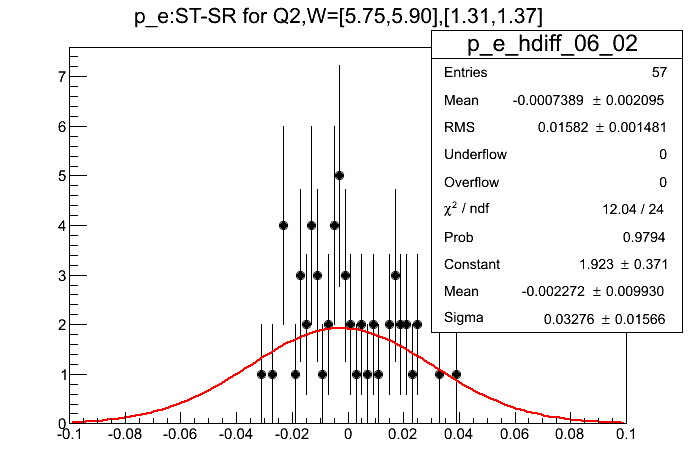 p_e:ST-SR for Q2,W=[5.75,5.90],[1.31,1.37]
p_e_hdiff_06_02
Entries 57
Mean -0.0007389 ± 0.002095
RMS 0.01582 ± 0.001481
Underflow 0
Overflow 0
χ² / ndf 12.04 / 24
Prob 0.9794
Constant 1.923 ± 0.371
Mean -0.002272 ± 0.009930
Sigma 0.03276 ± 0.01566
7
6
5
4
3
2
1
0
-0.1 -0.08 -0.06 -0.04 -0.02 0 0.02 0.04 0.06 0.08 0.1